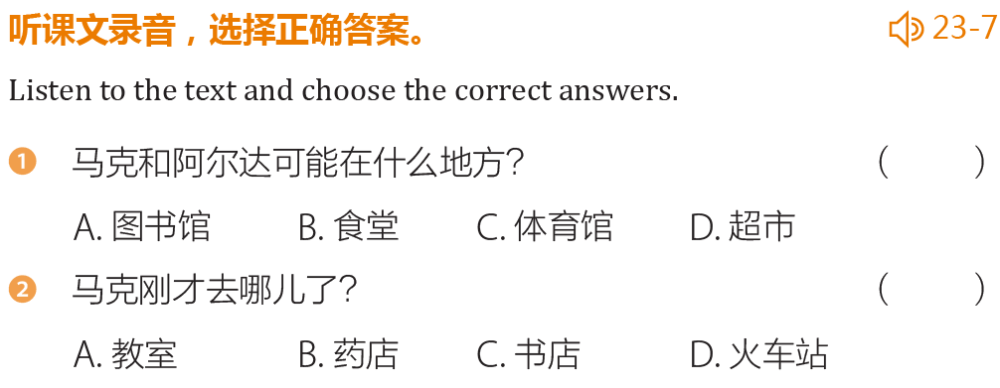 听课文录音，选择正确答案。 23-7
Listen to the text and choose the correct answers.
1 马克和阿尔达可能在什么地方？ （ ）
A. 图书馆 B. 食堂 C. 体育馆 D. 超市
2 马克刚才去哪儿了？ （ ）
A. 教室 B. 药店 C. 书店 D. 火车站